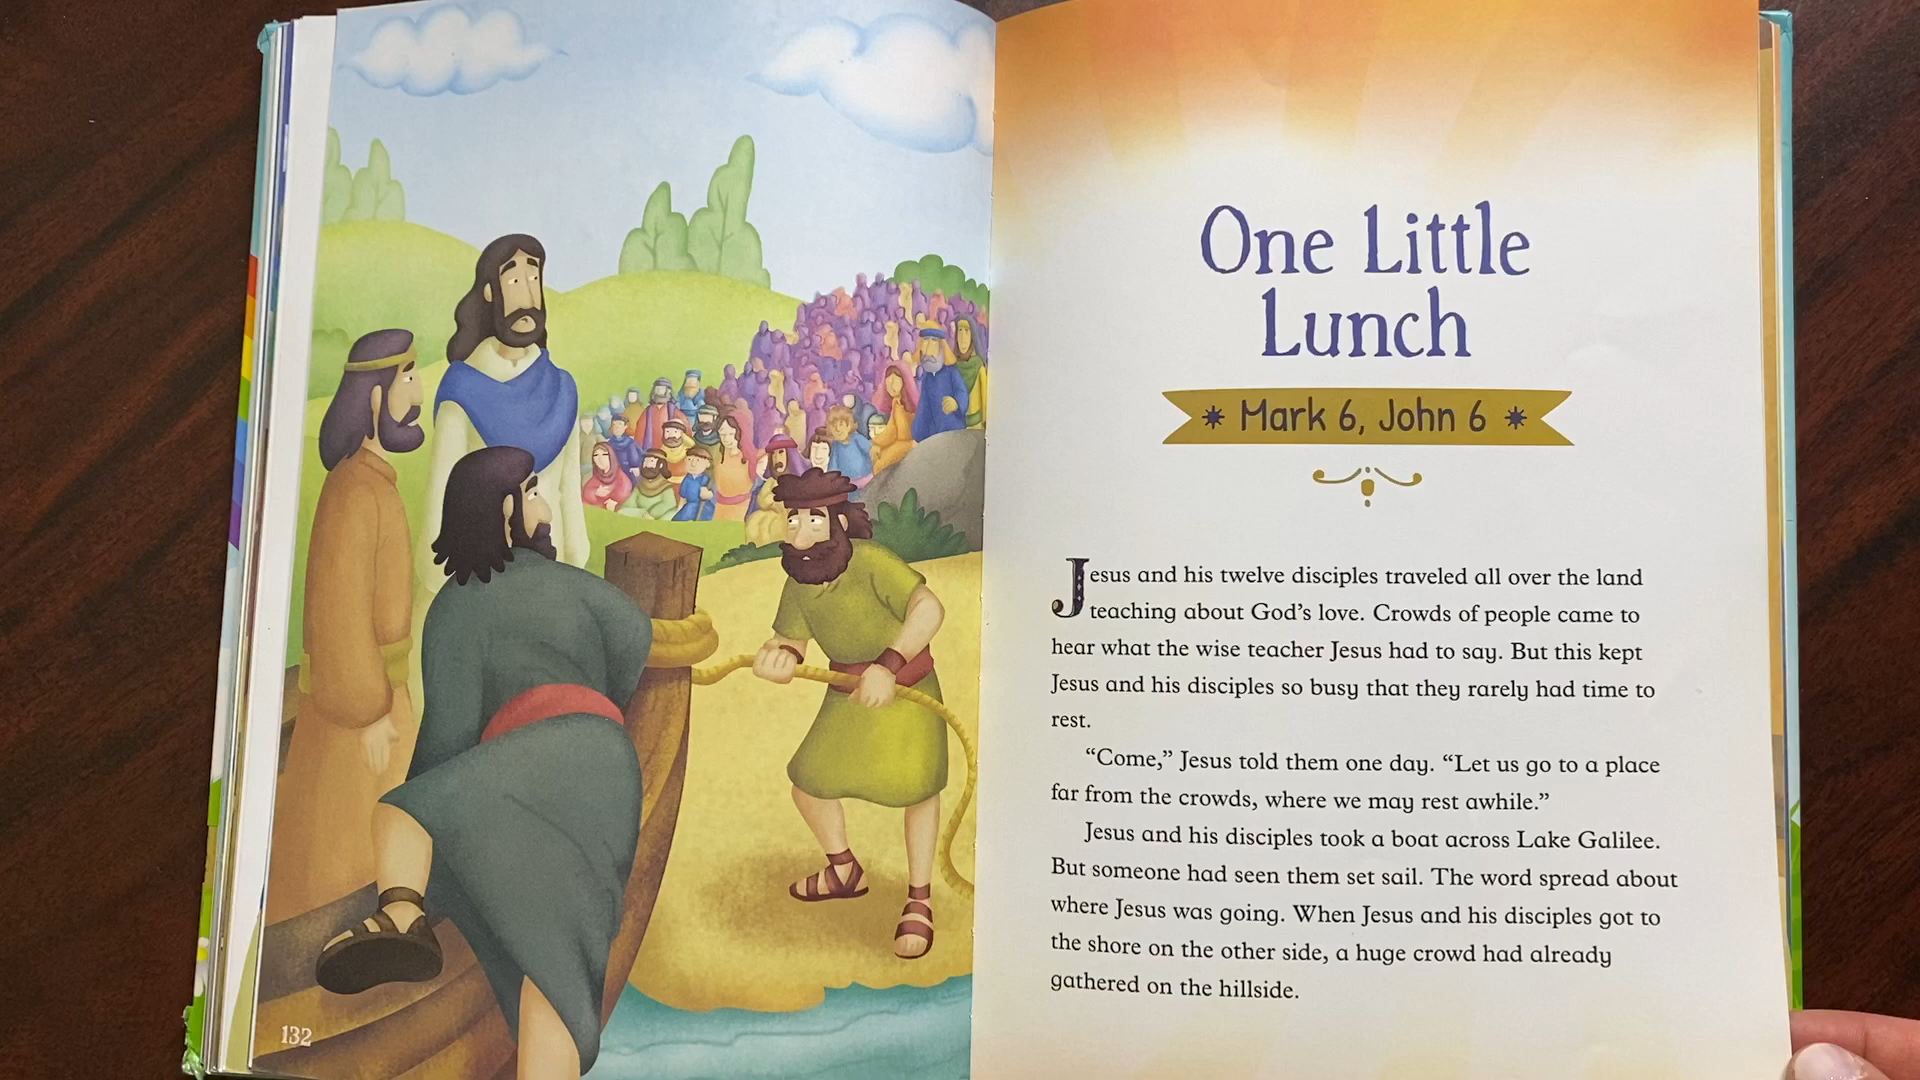 132
One Little
Lunch
Mark 6, John 6
Jesus and his twelve disciples traveled all over the land
teaching about God’s love. Crowds of people came to
hear what the wise teacher Jesus had to say. But this kept
Jesus and his disciples so busy that they rarely had time to
rest.
“Come,” Jesus told them one day. “Let us go to a place
far from the crowds, where we may rest awhile.”
Jesus and his disciples took a boat across Lake Galilee.
But someone had seen them set sail. The word spread about
where Jesus was going. When Jesus and his disciples got to
the shore on the other side, a huge crowd had already
gathered on the hillside.